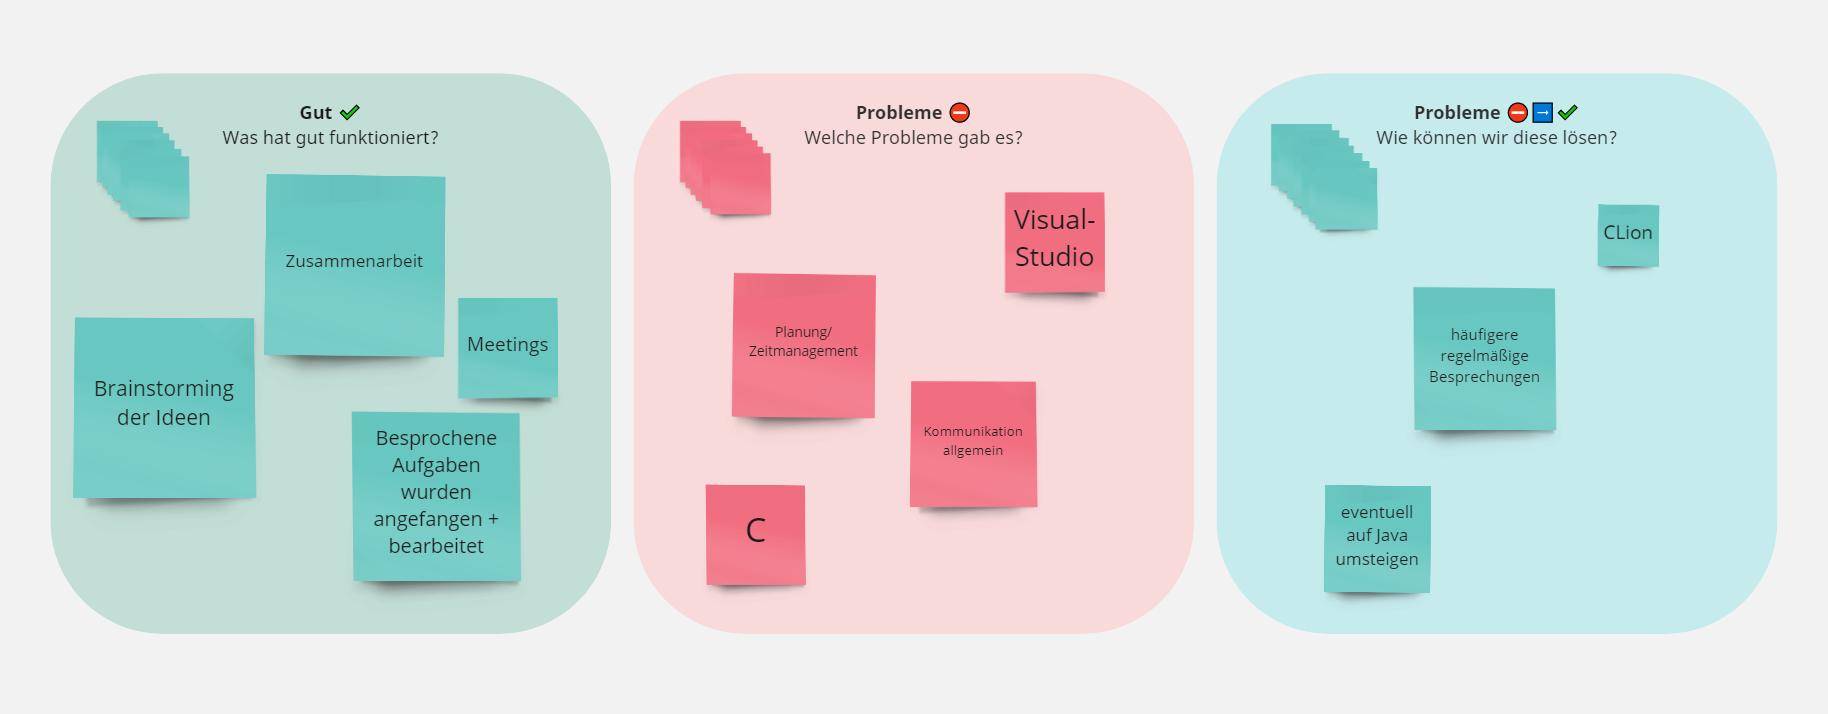 Gut
Was hat gut funktioniert?
Zusammenarbeit
Meetings
Brainstorming
der Ideen
Besprochene
Aufgaben
wurden
angefangen +
bearbeitet
Probleme
Welche Probleme gab es?
Visual-
Studio
Planung/
Zeitmanagement
Kommunikation
allgemein
C
Probleme
Wie können wir diese lösen?
CLion
häufigere
regelmäßige
Besprechungen
eventuell
auf Java
umsteigen